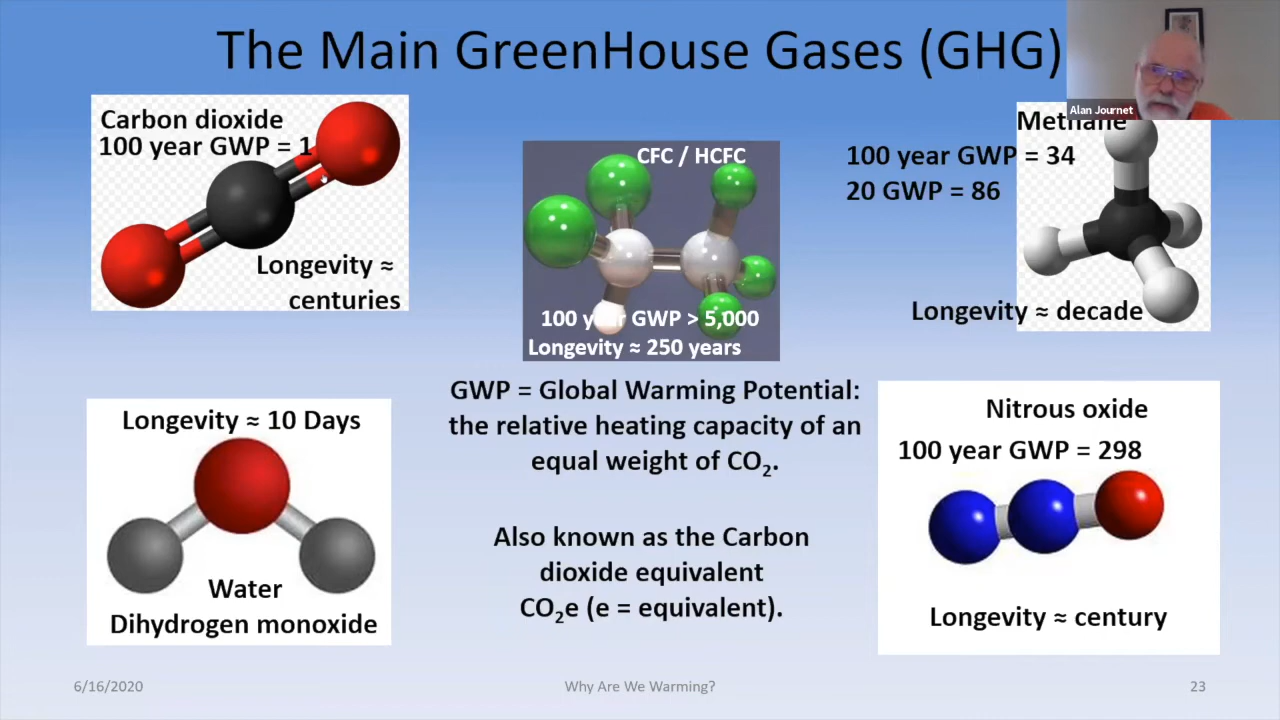 The Main GreenHouse Gases (GHG)
Alan Journet
Carbon dioxide
100 year GWP = 1
Longevity ≈
centuries
CFC / HCFC
100 year GWP > 5,000
Longevity ≈ 250 years
Methane
100 year GWP = 34
20 GWP = 86
Longevity ≈ decade
Longevity ≈ 10 Days
Water
Dihydrogen monoxide
GWP = Global Warming Potential:
the relative heating capacity of an
equal weight of CO₂.
Also known as the Carbon
dioxide equivalent
CO₂e (e = equivalent).
Nitrous oxide
100 year GWP = 298
Longevity ≈ century
6/16/2020
Why Are We Warming?
23